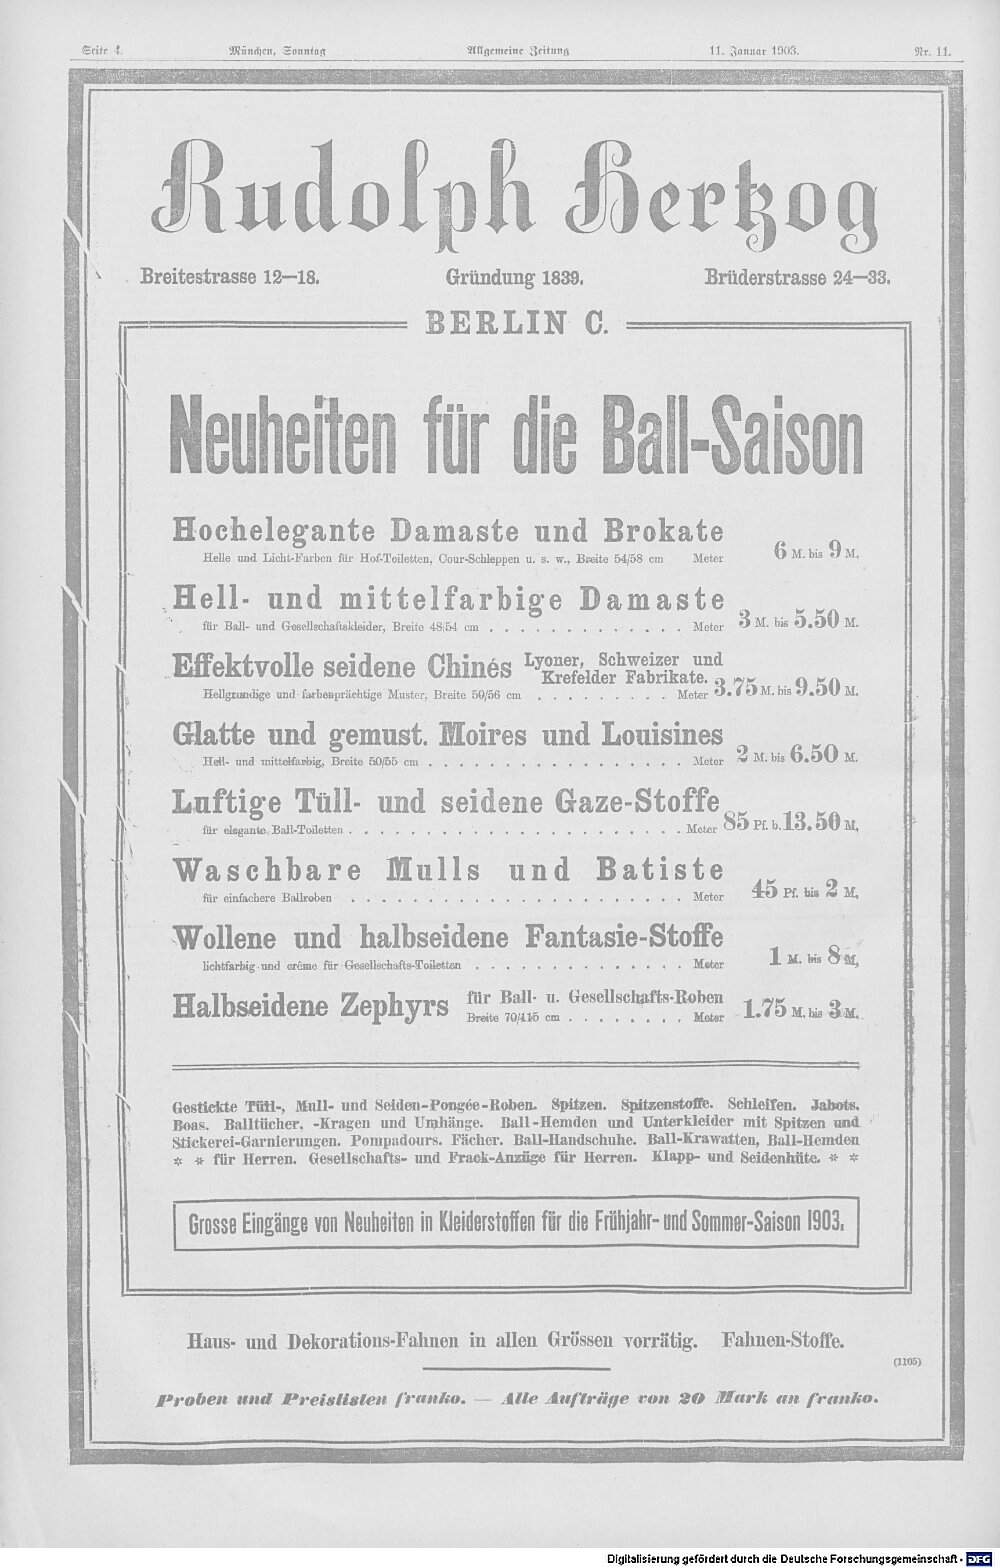 Seite 4. München, Sonntag Allgemeine Zeitung 11. Januar 1903. Nr. 11.
Rudolph Hertzog
Breitestrasse 12—18. Gründung 1839. Brüderstrasse 24—33.
BERLIN C.
Neuheiten für die Ball-Saison
Hochelegante Damaste und Brokate
Helle und Licht-Farben für Hof-Toiletten, Cour-Schleppen u. s. w., Breite 54/58 cm Meter 6 M. bis 9 M.
Hell- und mittelfarbige Damaste
für Ball- und Gesellschaftskleider, Breite 48/54 cm . . . . . . . . . . . . . Meter 3 M. bis 5.50 M.
Effektvolle seidene Chinés Lyoner, Schweizer und
Krefelder Fabrikate.
Hellgrundige und farbenprächtige Muster, Breite 50/56 cm . . . . . . . . . Meter 3.75 M. bis 9.50 M.
Glatte und gemust. Moires und Louisines
Hell- und mittelfarbig, Breite 50/55 cm . . . . . . . . . . . . . . . . . . Meter 2 M. bis 6.50 M.
Luftige Tüll- und seidene Gaze-Stoffe
für elegante Ball-Toiletten . . . . . . . . . . . . . . . . . . . . . . . Meter 85 Pf. b. 13.50 M.
Waschbare Mulls und Batiste
für einfachere Ballroben . . . . . . . . . . . . . . . . . . . . . . Meter 45 Pf. bis 2 M.
Wollene und halbseidene Fantasie-Stoffe
lichtfarbig und crême für Gesellschafts-Toiletten . . . . . . . . . . . . . Meter 1 M. bis 8 M.
Halbseidene Zephyrs für Ball- u. Gesellschafts-Roben
Breite 70/115 cm . . . . . . . . Meter 1.75 M. bis 3 M.
Gestickte Tüll-, Mull- und Seiden-Pongée-Roben. Spitzen. Spitzenstoffe. Schleifen. Jabots.
Boas. Balltücher, -Kragen und Umhänge. Ball-Hemden und Unterkleider mit Spitzen und
Stickerei-Garnierungen. Pompadours. Fächer. Ball-Handschuhe. Ball-Krawatten, Ball-Hemden
* * für Herren. Gesellschafts- und Frack-Anzüge für Herren. Klapp- und Seidenhüte. * *
Grosse Eingänge von Neuheiten in Kleiderstoffen für die Frühjahr- und Sommer-Saison 1903.
Haus- und Dekorations-Fahnen in allen Grössen vorrätig. Fahnen-Stoffe.
(1105)
Proben und Preislisten franko. — Alle Aufträge von 20 Mark an franko.
Digitalisierung gefördert durch die Deutsche Forschungsgemeinschaft - DFG